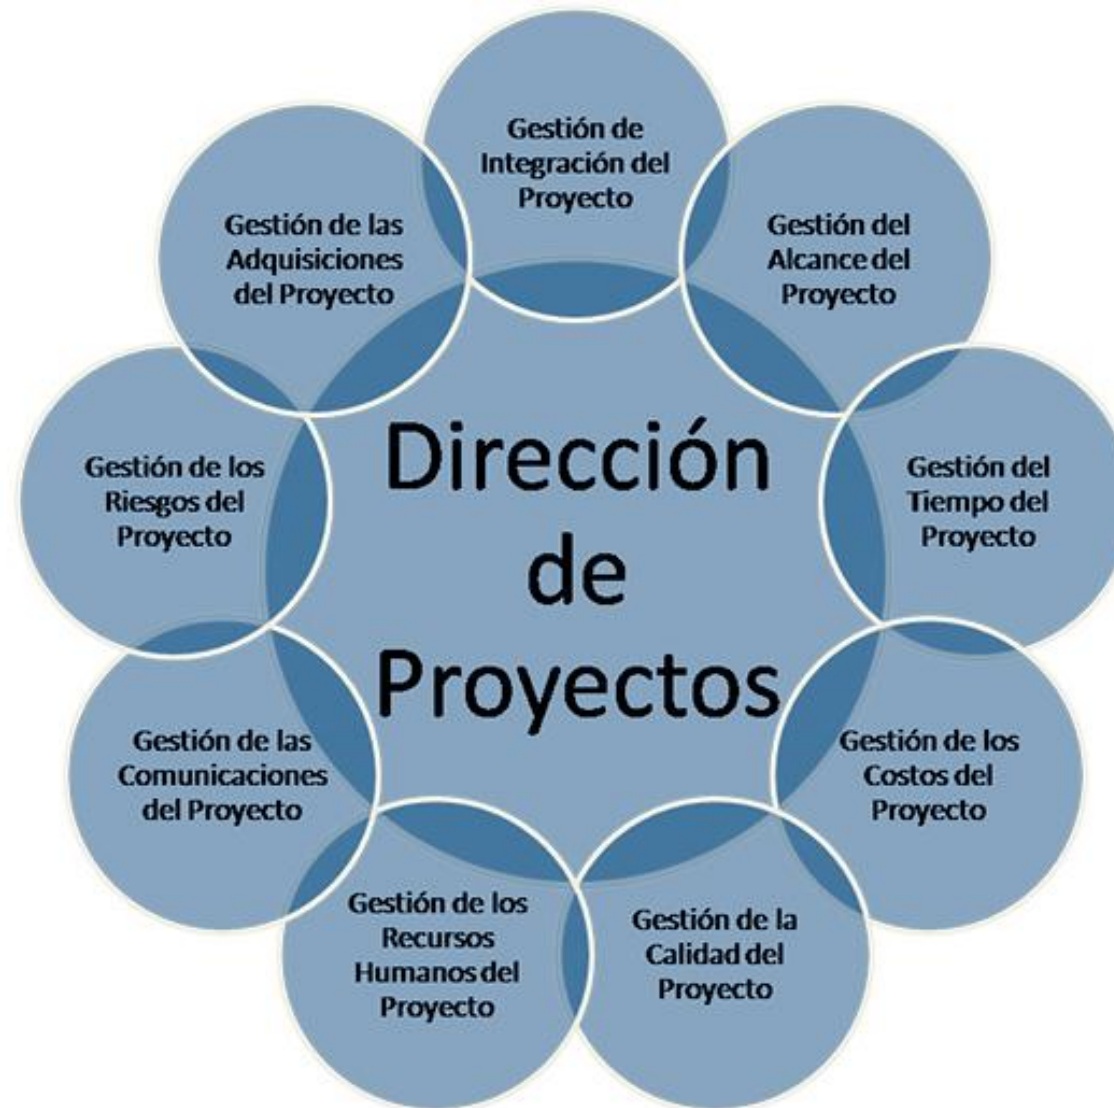 Gestión de
Integración del
Proyecto
Gestión del
Alcance del
Proyecto
Gestión del
Tiempo del
Proyecto
Gestión de los
Costos del
Proyecto
Gestión de la
Calidad del
Proyecto
Gestión de los
Recursos
Humanos del
Proyecto
Gestión de las
Comunicaciones
del Proyecto
Gestión de los
Riesgos del
Proyecto
Gestión de las
Adquisiciones
del Proyecto
Dirección
de
Proyectos